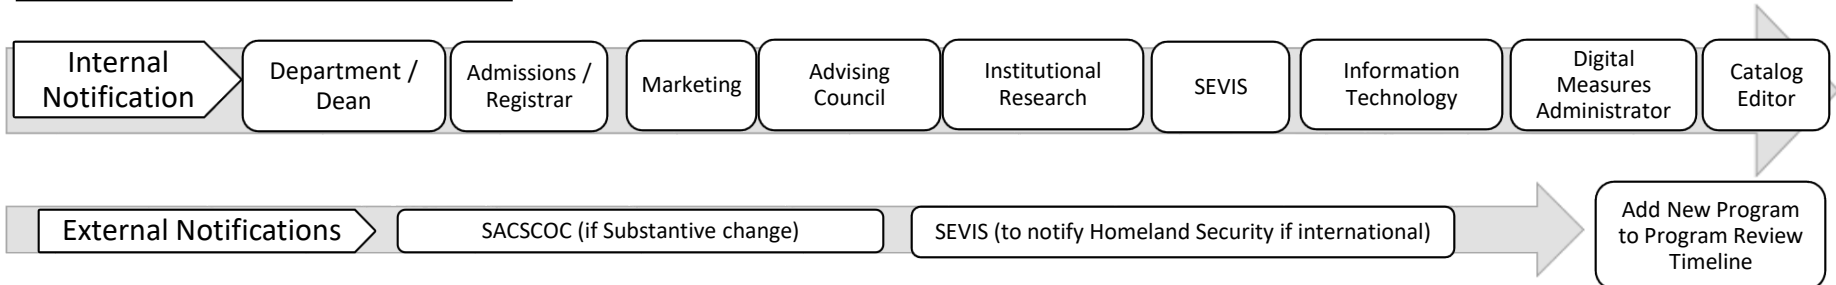 Internal
Notification
Department /
Dean
Admissions /
Registrar
Marketing
Advising
Council
Institutional
Research
SEVIS
Information
Technology
Digital
Measures
Administrator
Catalog
Editor
External Notifications
SACSCOC (if Substantive change)
SEVIS (to notify Homeland Security if international)
Add New Program
to Program Review
Timeline